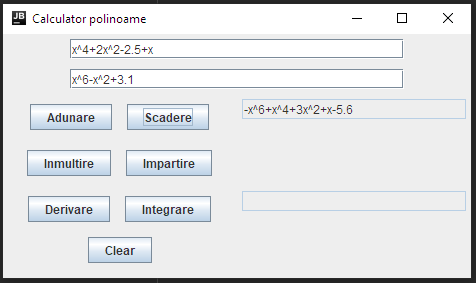 JB Calculator polinoame
x^4+2x^2-2.5+x
x^6-x^2+3.1
Adunare Scadere -x^6+x^4+3x^2+x-5.6
Inmultire Impartire
Derivare Integrare
Clear